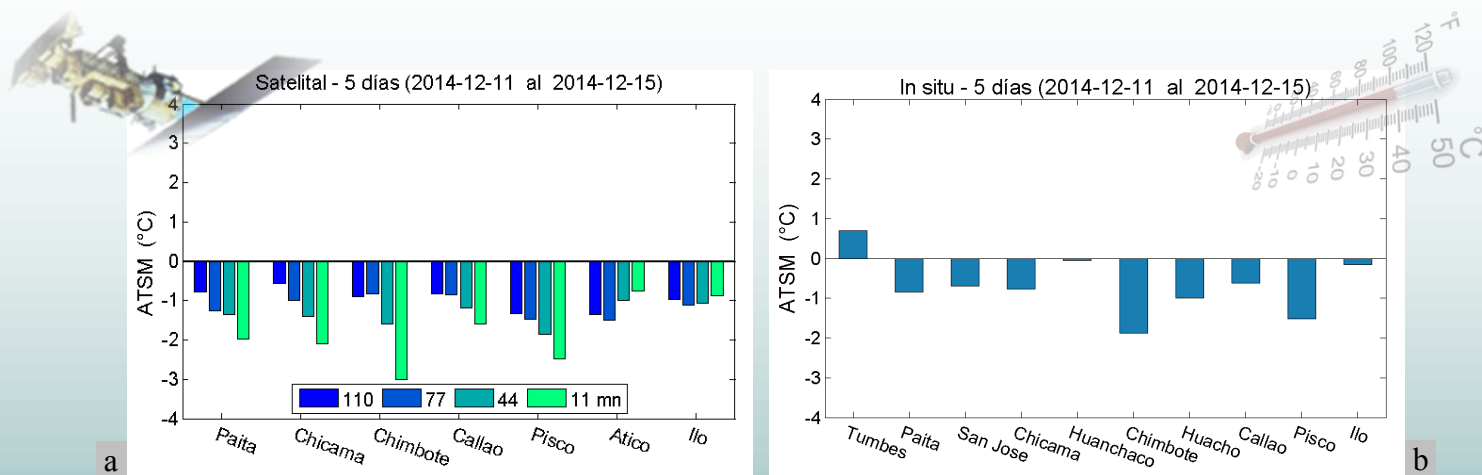 Satelital - 5 días (2014-12-11 al 2014-12-15)
ATSM (°C)
4
3
2
1
0
-1
-2
-3
-4
110 77 44 11 mn
Paita Chicama Chimbote Callao Pisco Atico Ilo
a
In situ - 5 días (2014-12-11 al 2014-12-15)
ATSM (°C)
4
3
2
1
0
-1
-2
-3
-4
Tumbes Paita San Jose Chicama Huanchaco Chimbote Huacho Callao Pisco Ilo
b
°F
40 60 80 100 120
-20 -10 0 10 20 30 40 50
°C